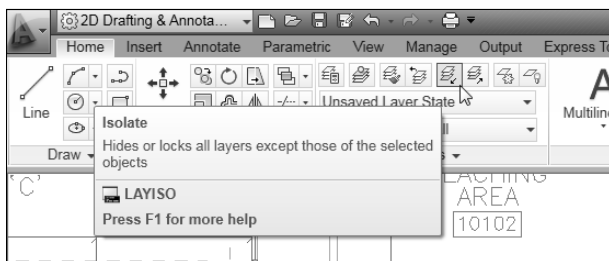 2D Drafting & Annota...
Home Insert Annotate Parametric View Manage Output Express To
Line
Unsaved Layer State
Multilin
Draw
Isolate
Hides or locks all layers except those of the selected
objects
LAYISO
Press F1 for more help
'C'
AREA
10102